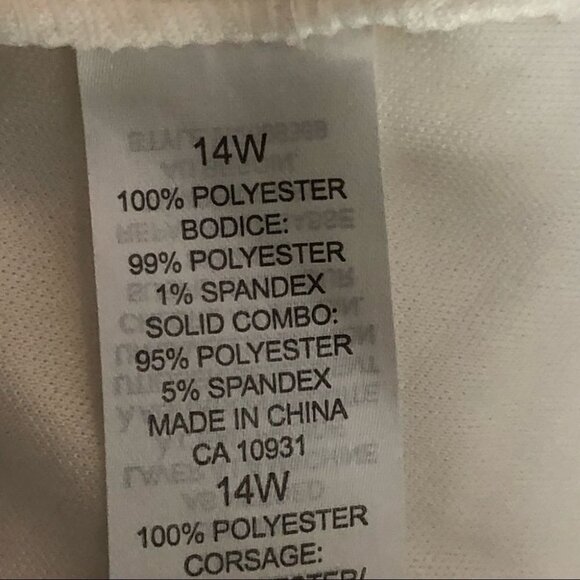 14W
100% POLYESTER
BODICE:
99% POLYESTER
1% SPANDEX
SOLID COMBO:
95% POLYESTER
5% SPANDEX
MADE IN CHINA
CA 10931
14W
100% POLYESTER
CORSAGE: